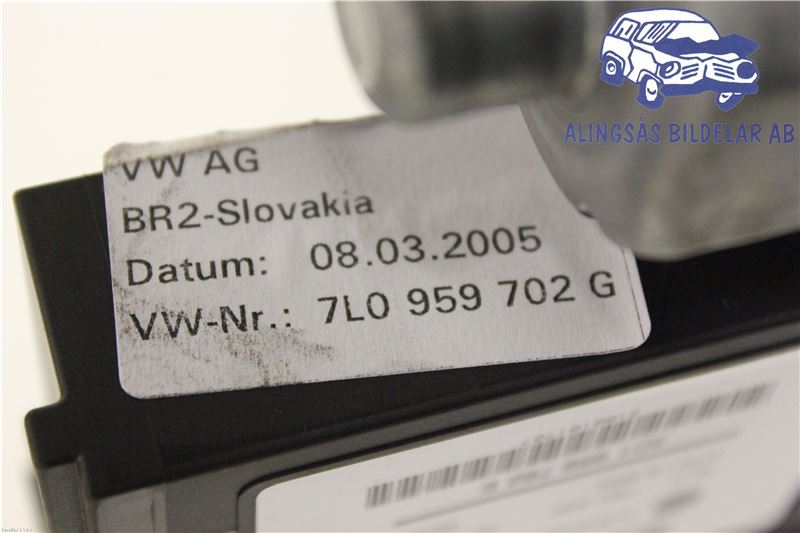 ALINGSÅS BILDELAR AB
VW AG
BR2-Slovakia
Datum: 08.03.2005
VW-Nr.: 7L0 959 702 G